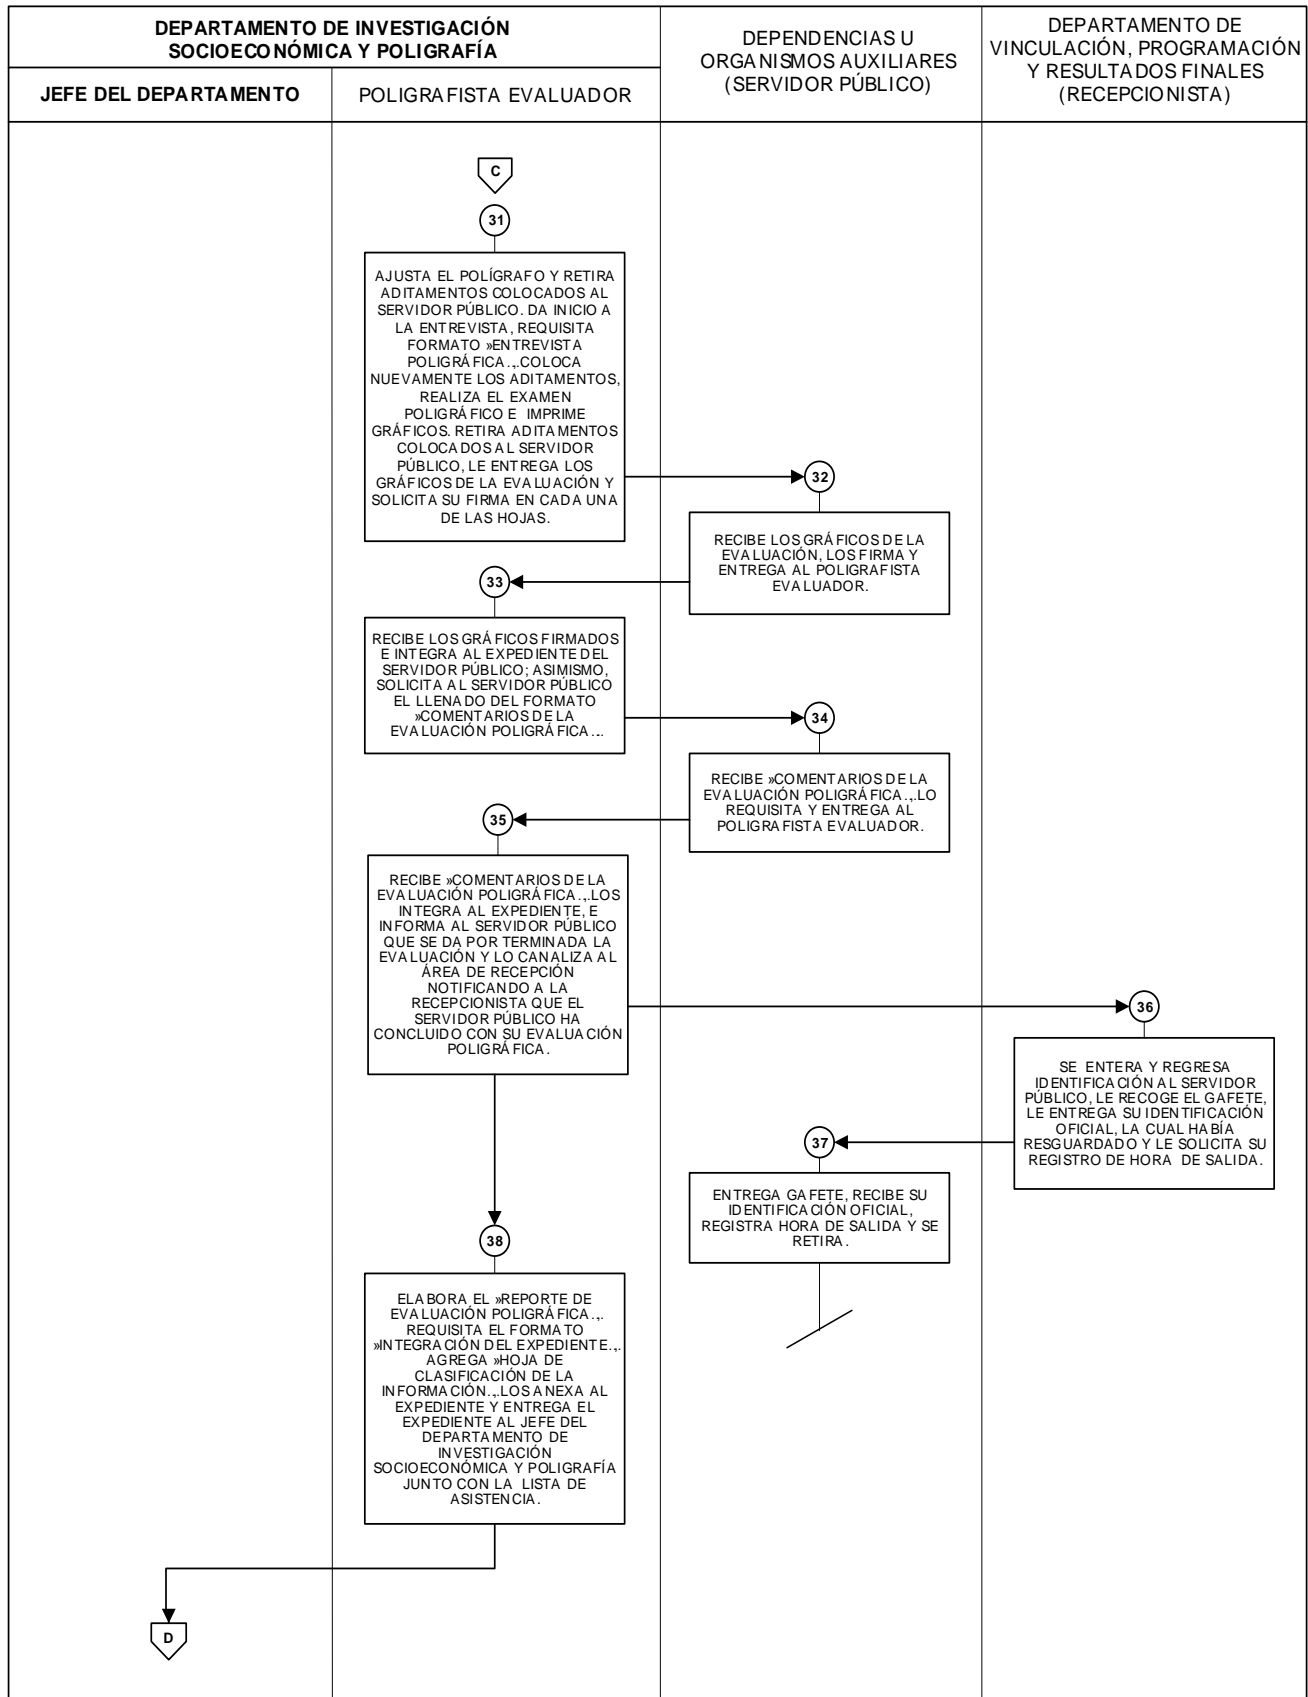 DEPARTAMENTO DE INVESTIGACIÓN
SOCIOECONÓMICA Y POLIGRAFÍA
JEFE DEL DEPARTAMENTO
POLIGRAFISTA EVALUADOR
DEPENDENCIAS U
ORGANISMOS AUXILIARES
(SERVIDOR PÚBLICO)
DEPARTAMENTO DE
VINCULACIÓN, PROGRAMACIÓN
Y RESULTADOS FINALES
(RECEPCIONISTA)
C
31
AJUSTA EL POLÍGRAFO Y RETIRA
ADITAMENTOS COLOCADOS AL
SERVIDOR PÚBLICO. DA INICIO A
LA ENTREVISTA, REQUISITA
FORMATO »ENTREVISTA
POLIGRÁFICA.,.COLOCA
NUEVAMENTE LOS ADITAMENTOS,
REALIZA EL EXAMEN
POLIGRÁFICO E IMPRIME
GRÁFICOS. RETIRA ADITAMENTOS
COLOCADOS AL SERVIDOR
PÚBLICO, LE ENTREGA LOS
GRÁFICOS DE LA EVALUACIÓN Y
SOLICITA SU FIRMA EN CADA UNA
DE LAS HOJAS.
32
RECIBE LOS GRÁFICOS DE LA
EVALUACIÓN, LOS FIRMA Y
ENTREGA AL POLIGRAFISTA
EVALUADOR.
33
RECIBE LOS GRÁFICOS FIRMADOS
E INTEGRA AL EXPEDIENTE DEL
SERVIDOR PÚBLICO; ASIMISMO,
SOLICITA AL SERVIDOR PÚBLICO
EL LLENADO DEL FORMATO
»COMENTARIOS DE LA
EVALUACIÓN POLIGRÁFICA.,.
34
RECIBE »COMENTARIOS DE LA
EVALUACIÓN POLIGRÁFICA.,.LO
REQUISITA Y ENTREGA AL
POLIGRAFISTA EVALUADOR.
35
RECIBE »COMENTARIOS DE LA
EVALUACIÓN POLIGRÁFICA.,.LOS
INTEGRA AL EXPEDIENTE, E
INFORMA AL SERVIDOR PÚBLICO
QUE SE DA POR TERMINADA LA
EVALUACIÓN Y LO CANALIZA AL
ÁREA DE RECEPCIÓN
NOTIFICANDO A LA
RECEPCIONISTA QUE EL
SERVIDOR PÚBLICO HA
CONCLUIDO CON SU EVALUACIÓN
POLIGRÁFICA.
36
SE ENTERA Y REGRESA
IDENTIFICACIÓN AL SERVIDOR
PÚBLICO, LE RECOGE EL GAFETE,
LE ENTREGA SU IDENTIFICACIÓN
OFICIAL, LA CUAL HABÍA
RESGUARDADO Y LE SOLICITA SU
REGISTRO DE HORA DE SALIDA.
37
ENTREGA GAFETE, RECIBE SU
IDENTIFICACIÓN OFICIAL,
REGISTRA HORA DE SALIDA Y SE
RETIRA.
38
ELABORA EL »REPORTE DE
EVALUACIÓN POLIGRÁFICA.,.
REQUISITA EL FORMATO
»INTEGRACIÓN DEL EXPEDIENTE.,.
AGREGA »HOJA DE
CLASIFICACIÓN DE LA
INFORMACIÓN.,.LOS ANEXA AL
EXPEDIENTE Y ENTREGA EL
EXPEDIENTE AL JEFE DEL
DEPARTAMENTO DE
INVESTIGACIÓN
SOCIOECONÓMICA Y POLIGRAFÍA
JUNTO CON LA LISTA DE
ASISTENCIA.
D